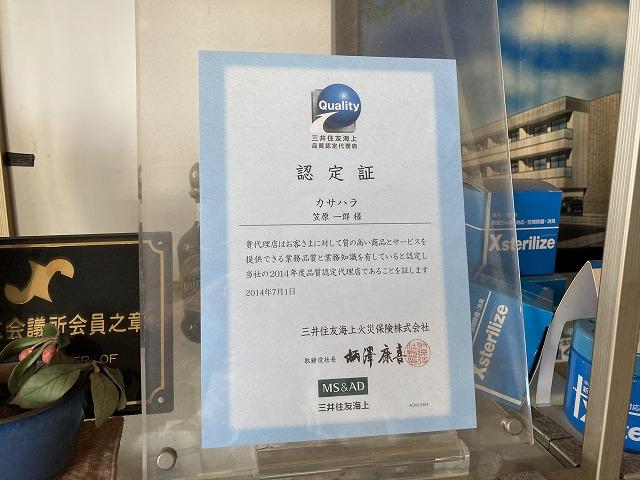 Quality
三井住友海上
品質認定代理店
認定証
カサハラ
笠原 一郎 様
貴代理店はお客さまに対して質の高い商品とサービスを
提供できる業務品質と業務知識を有していると認定し
当社の2014年度品質認定代理店であることを証します
2014年7月1日
三井住友海上火災保険株式会社
取締役社長 柄澤康喜
MS&AD
三井住友海上
会議所会員之章
OF
Xsterilize
Xsterilize